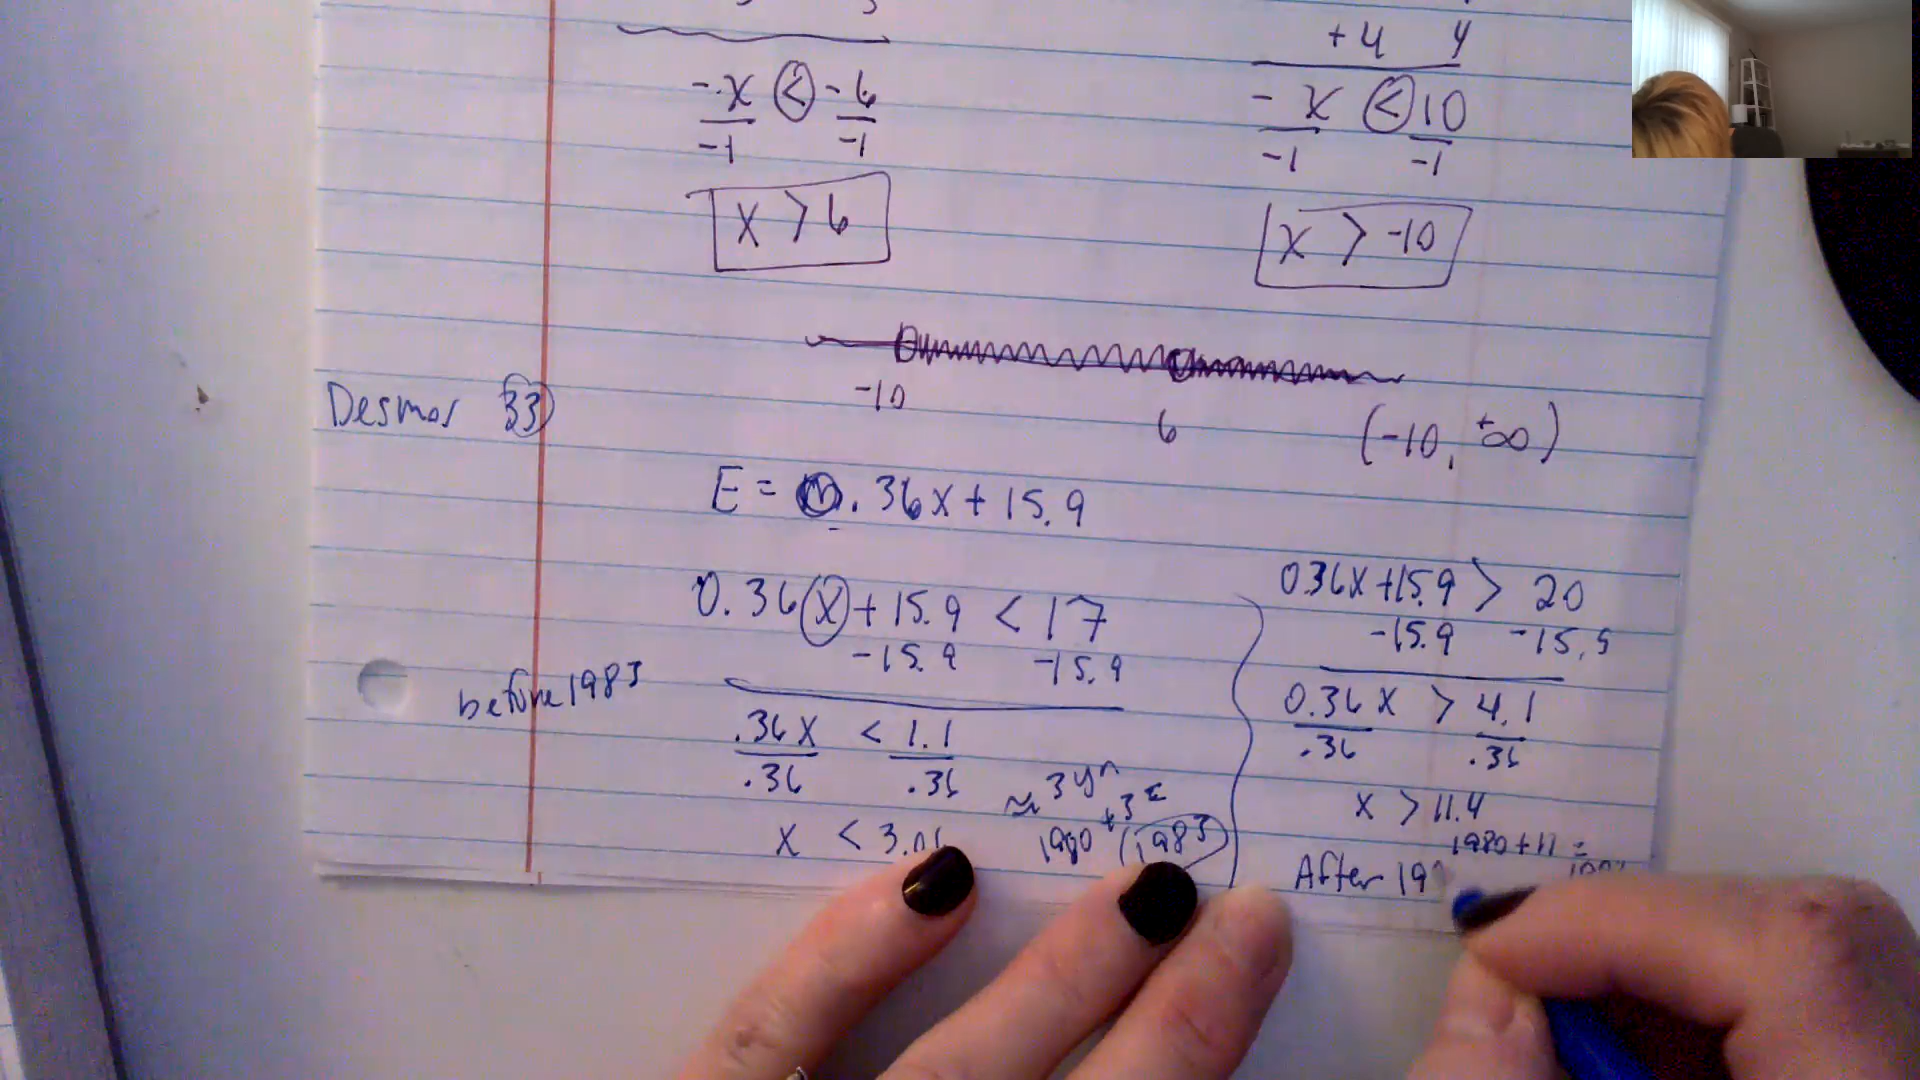 +4 4
-x < -6
-1 -1
x > 6
-x < 10
-1 -1
x > -10
-10 6 (-10, +∞)
Desmos 33
E = .36x + 15.9
0.36x + 15.9 < 17
-15.9 -15.9
before 1983
.36x < 1.1
.36 .36
≈ 3 yr
x < 3.0
1980 +3 = 1983
0.36x + 15.9 > 20
-15.9 -15.9
0.36x > 4.1
.36 .36
x > 11.4
1980 + 11 =
After 19